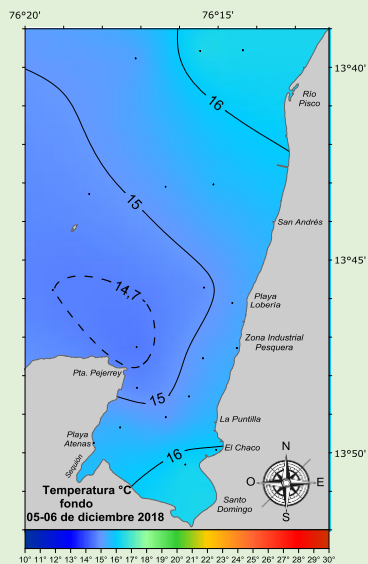 76°20' 76°15'
13°40'
Río
Pisco
16
15
San Andrés
13°45'
14,7
Playa
Lobería
Zona Industrial
Pesquera
Pta. Pejerrey
15
La Puntilla
Playa
Atenas
El Chaco
16
13°50'
Sequión
N
O E
S
Santo
Domingo
Temperatura °C
fondo
05-06 de diciembre 2018
10° 11° 12° 13° 14° 15° 16° 17° 18° 19° 20° 21° 22° 23° 24° 25° 26° 27° 28° 29° 30°